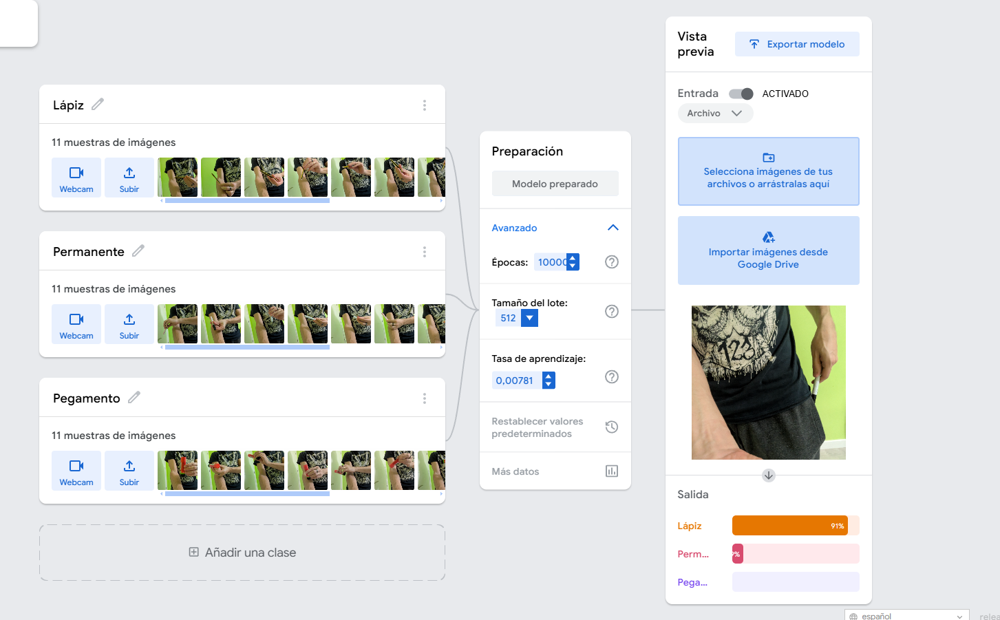 Lápiz
11 muestras de imágenes
Webcam
Subir
Permanente
11 muestras de imágenes
Webcam
Subir
Pegamento
11 muestras de imágenes
Webcam
Subir
Añadir una clase
Preparación
Modelo preparado
Avanzado
Épocas:
10000
Tamaño del lote:
512
Tasa de aprendizaje:
0,00781
Restablecer valores
predeterminados
Más datos
Vista
previa
Exportar modelo
Entrada
ACTIVADO
Archivo
Selecciona imágenes de tus
archivos o arrástralas aquí
Importar imágenes desde
Google Drive
123
Salida
Lápiz
91%
Perm...
9%
Pega...
español